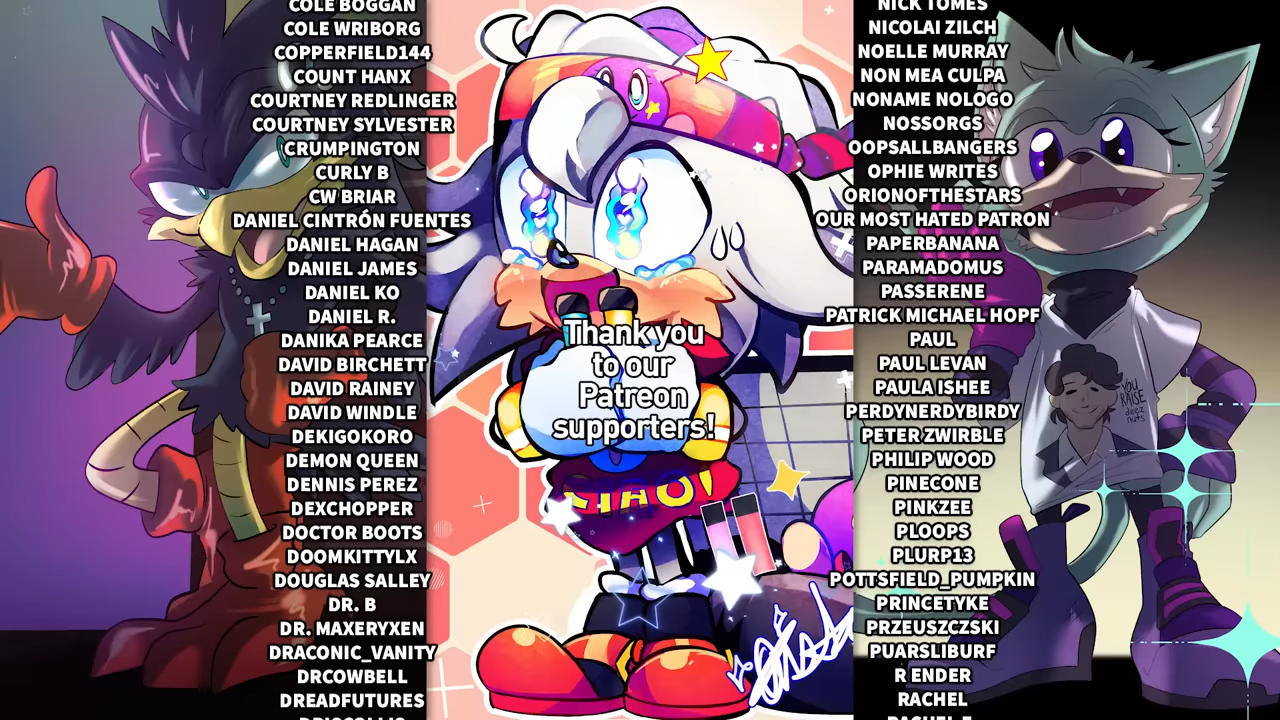 COLE BOGGAN
COLE WRIBORG
COPPERFIELD144
COUNT HANX
COURTNEY REDLINGER
COURTNEY SYLVESTER
CRUMPINGTON
CURLY B
CW BRIAR
DANIEL CINTRÓN FUENTES
DANIEL HAGAN
DANIEL JAMES
DANIEL KO
DANIEL R.
DANIKA PEARCE
DAVID BIRCHETT
DAVID RAINEY
DAVID WINDLE
DEKIGOKORO
DEMON QUEEN
DENNIS PEREZ
DEXCHOPPER
DOCTOR BOOTS
DOOMKITTYLX
DOUGLAS SALLEY
DR. B
DR. MAXERYXEN
DRACONIC_VANITY
DRCOWBELL
DREADFUTURES
Thank you
to our
Patreon
supporters!
CIAO!
NICK TOMES
NICOLAI ZILCH
NOELLE MURRAY
NON MEA CULPA
NONAME NOLOGO
NOSSORGS
OOPSALLBANGERS
OPHIE WRITES
ORIONOFTHESTARS
OUR MOST HATED PATRON
PAPERBANANA
PARAMADOMUS
PASSERENE
PATRICK MICHAEL HOPF
PAUL
PAUL LEVAN
PAULA ISHEE
PERDYNERDYBIRDY
PETER ZWIRBLE
PHILIP WOOD
PINECONE
PINKZEE
PLOOPS
PLURP13
POTTSFIELD_PUMPKIN
PRINCETYKE
PRZEUSZCZSKI
PUARSLIBURF
R ENDER
RACHEL
YOU
RAISE
deez
nuts